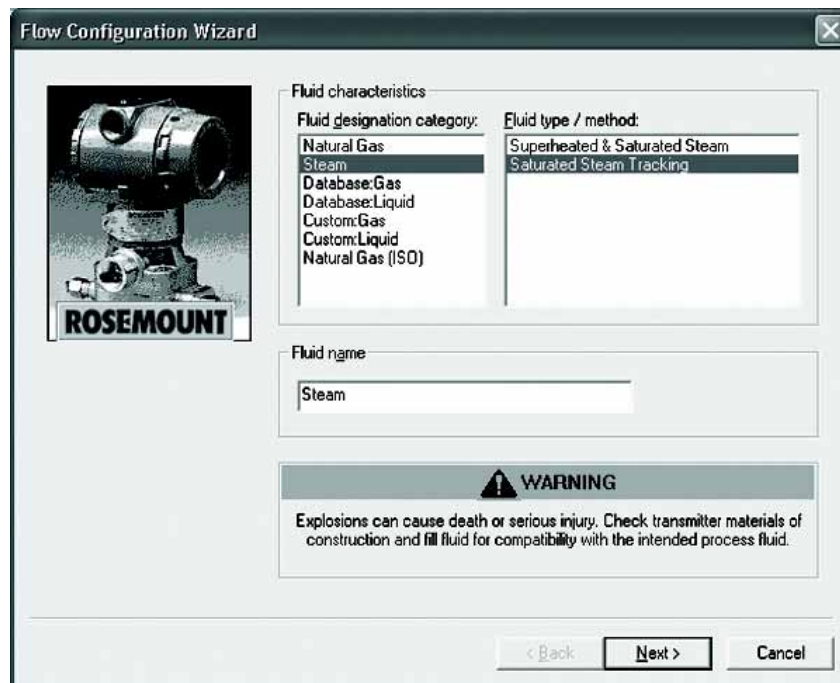 Flow Configuration Wizard
Fluid characteristics
Fluid designation category:
Natural Gas
Steam
Database:Gas
Database:Liquid
Custom:Gas
Custom:Liquid
Natural Gas (ISO)
Fluid type / method:
Superheated & Saturated Steam
Saturated Steam Tracking
ROSEMOUNT
Fluid name
Steam
WARNING
Explosions can cause death or serious injury. Check transmitter materials of
construction and fill fluid for compatibility with the intended process fluid.
< Back
Next >
Cancel